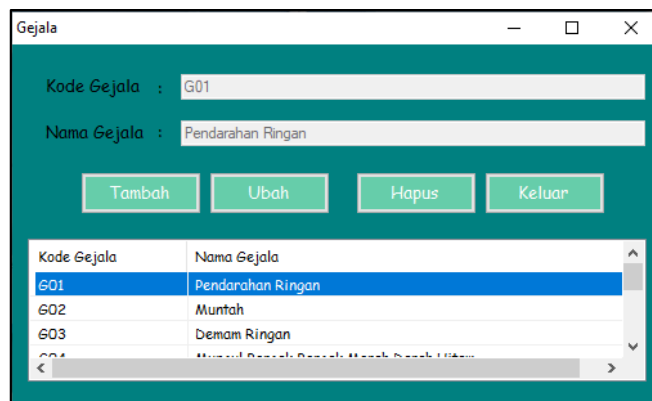 Gejala
Kode Gejala : G01
Nama Gejala : Pendarahan Ringan
Tambah Ubah Hapus Keluar
Kode Gejala Nama Gejala
G01 Pendarahan Ringan
G02 Muntah
G03 Demam Ringan